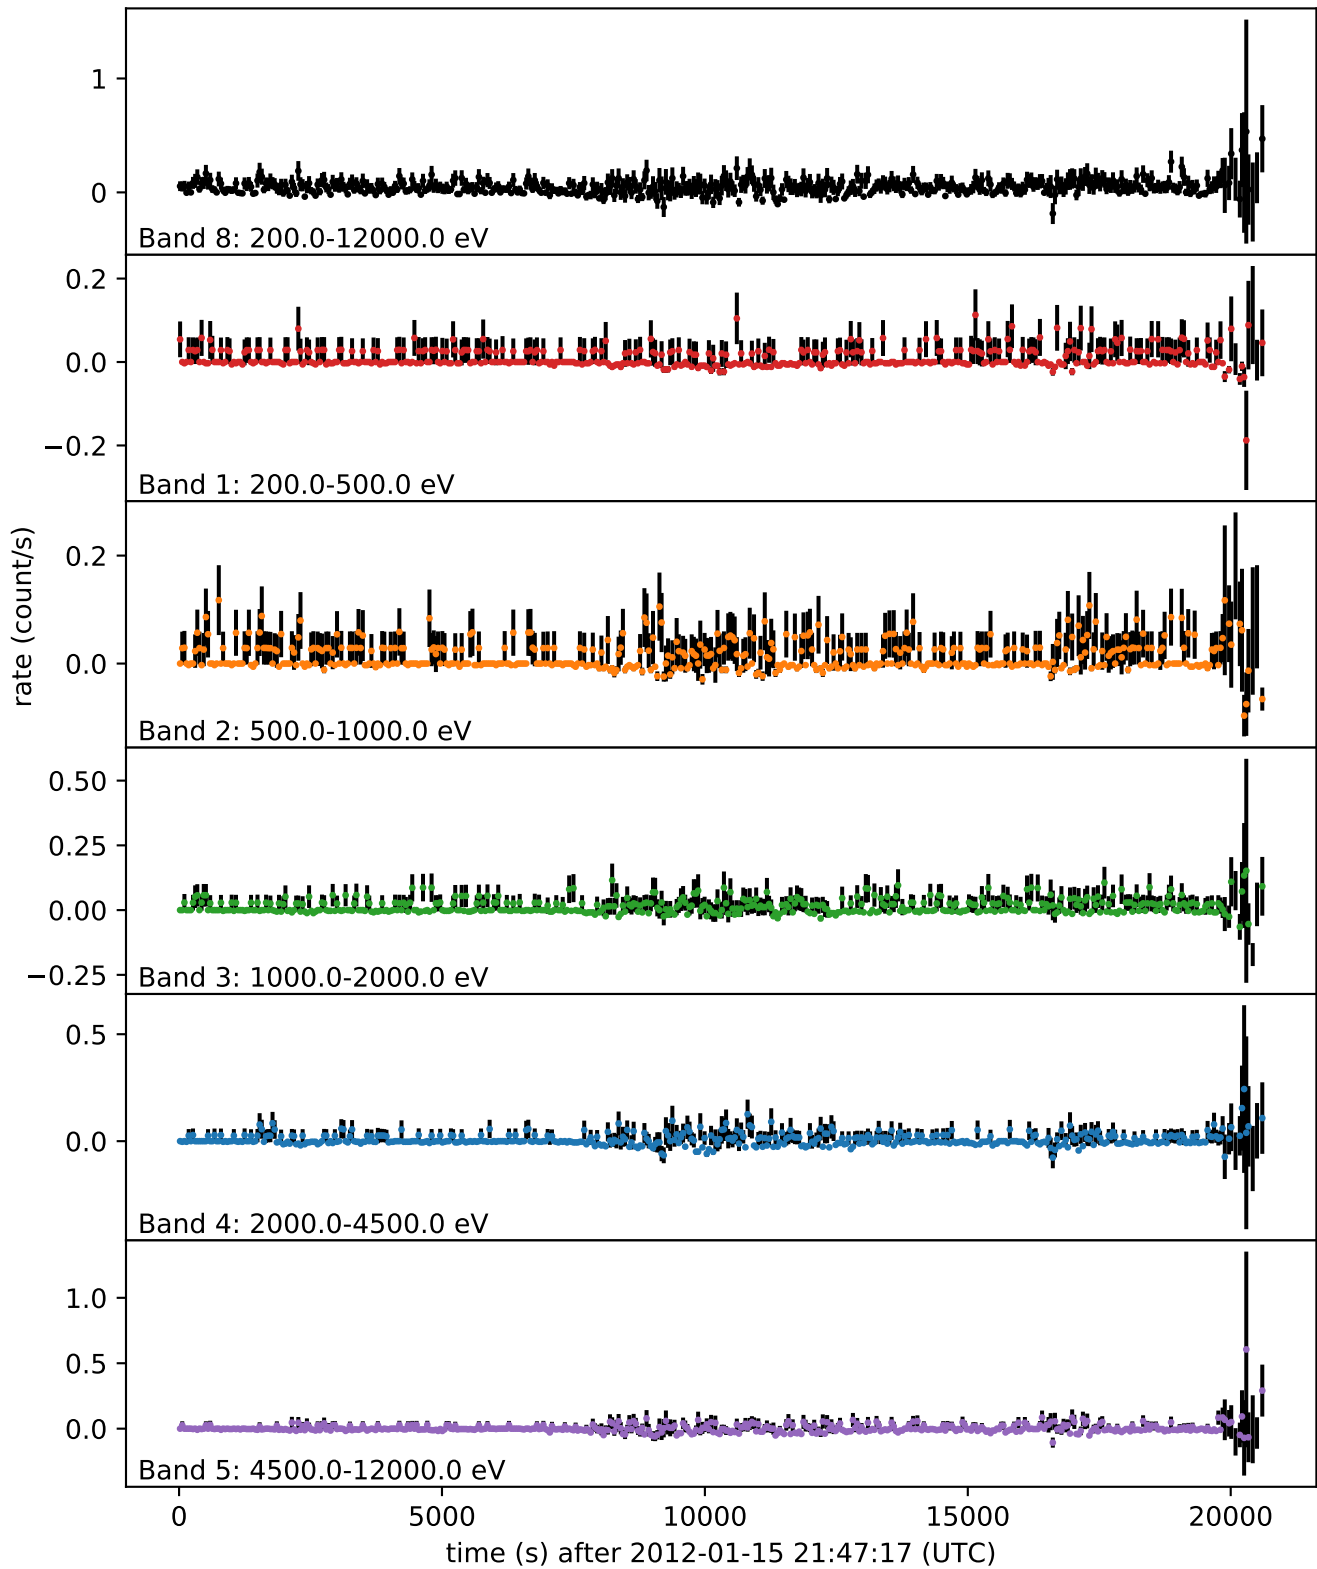 1
0
Band 8: 200.0-12000.0 eV
0.2
0.0
−0.2
Band 1: 200.0-500.0 eV
rate (count/s)
0.2
0.0
Band 2: 500.0-1000.0 eV
0.50
0.25
0.00
−0.25
Band 3: 1000.0-2000.0 eV
0.5
0.0
Band 4: 2000.0-4500.0 eV
1.0
0.5
0.0
Band 5: 4500.0-12000.0 eV
0 5000 10000 15000 20000
time (s) after 2012-01-15 21:47:17 (UTC)